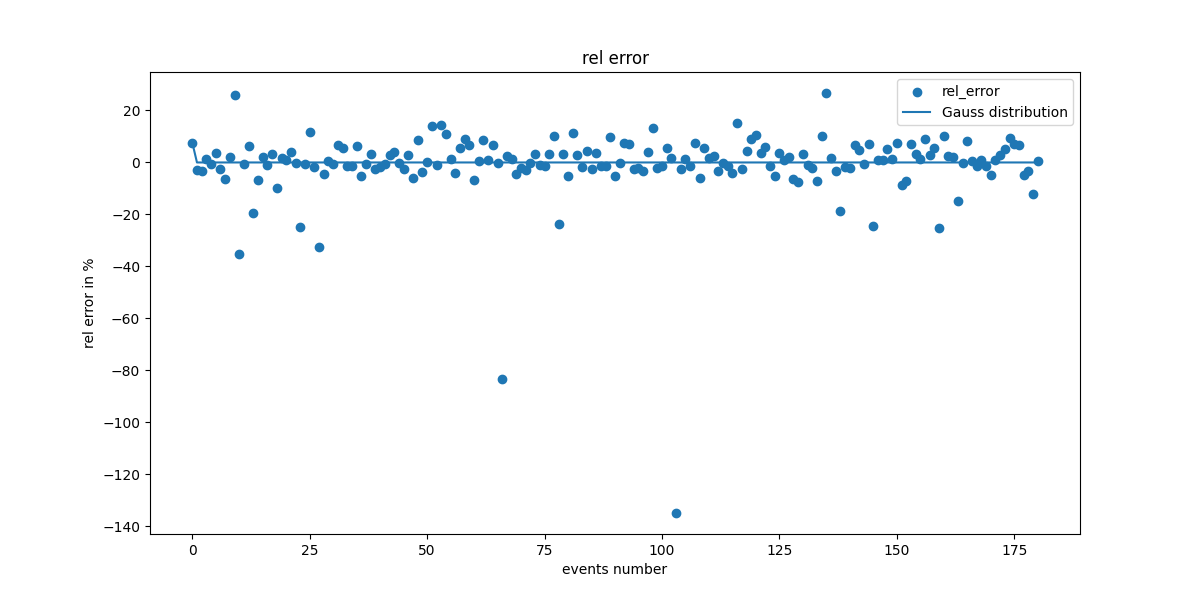 rel error
rel_error
Gauss distribution
rel error in %
20
0
−20
−40
−60
−80
−100
−120
−140
0 25 50 75 100 125 150 175
events number